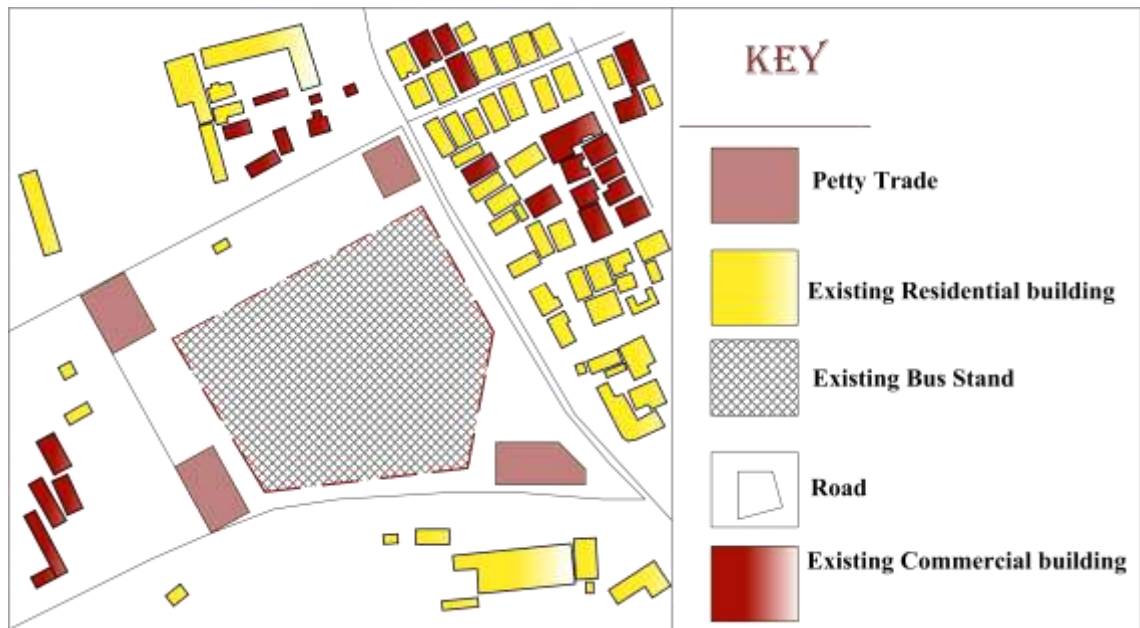 KEY
Petty Trade
Existing Residential building
Existing Bus Stand
Road
Existing Commercial building